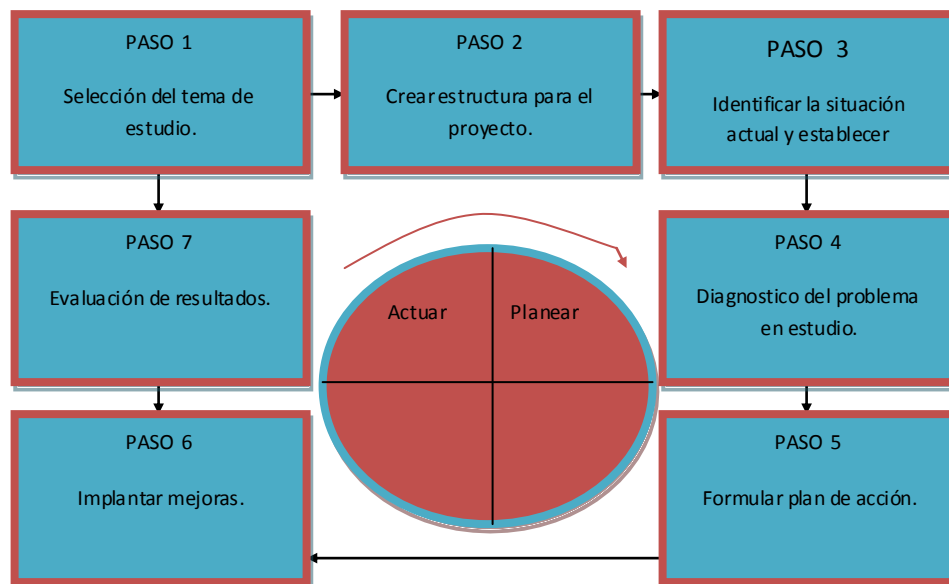 PASO 1
Selección del tema de
estudio.
PASO 2
Crear estructura para el
proyecto.
PASO 3
Identificar la situación
actual y establecer
PASO 7
Evaluación de resultados.
Actuar
Planear
PASO 4
Diagnostico del problema
en estudio.
PASO 6
Implantar mejoras.
PASO 5
Formular plan de acción.